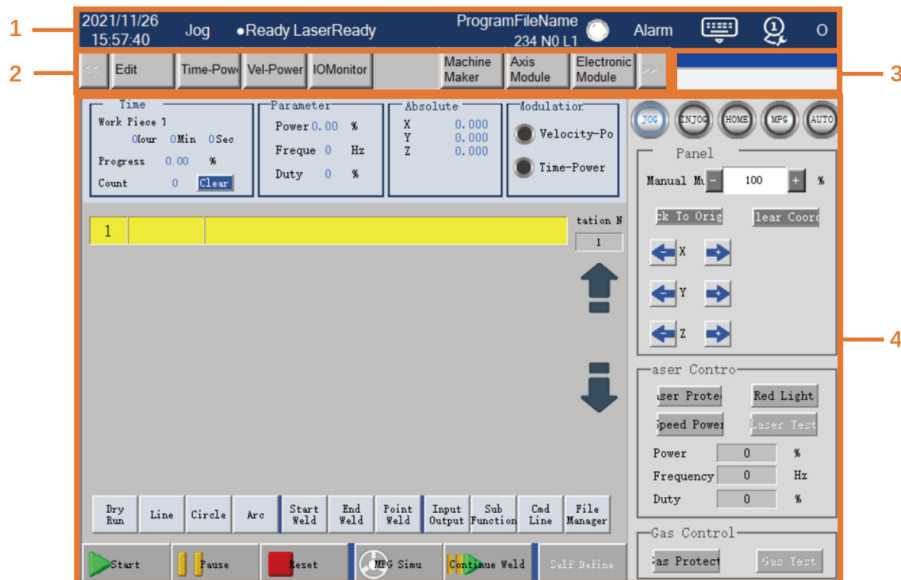 1
2021/11/26
15:57:40
Jog
●Ready LaserReady
ProgramFileName
234 N0 L1
Alarm
1
O
2
<<
Edit
Time-Pow
Vel-Power
IOMonitor
Machine Maker
Axis Module
Electronic Module
>>
3
Time
Work Piece T
0Hour 0Min 0Sec
Progress 0.00 %
Count 0 Clear
Parameter
Power 0.00 %
Freque 0 Hz
Duty 0 %
Absolute
X 0.000
Y 0.000
Z 0.000
Modulation
Velocity-Po
Time-Power
JOG INJOG HOME MPG AUTO
Panel
Manual Mu - 100 + %
ck To Orig lear Coord
- X +
- Y +
- Z +
4
1
tation N
1
aser Contro
ser Protec Red Light
Speed Power Laser Test
Power 0 %
Frequency 0 Hz
Duty 0 %
Dry Run
Line
Circle
Arc
Start Weld
End Weld
Point Weld
Input Output
Sub Function
Cmd Line
File Manager
Gas Control
as Protect Gas Test
Start
Pause
Reset
MPG Simu
Continue Weld
Self Define